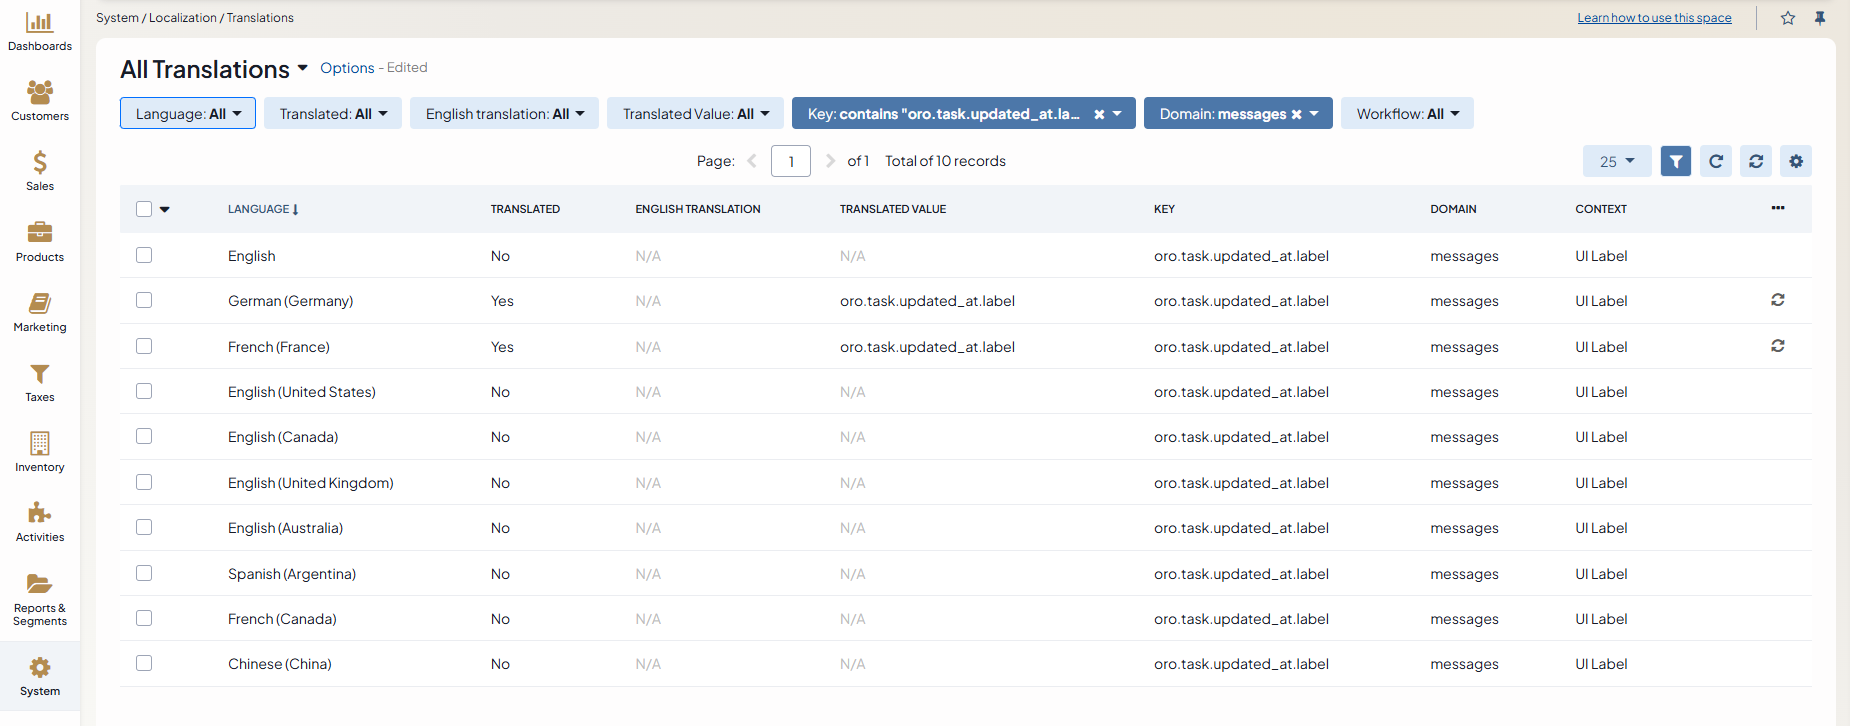 System / Localization / Translations
Learn how to use this space
Dashboards
Customers
Sales
Products
Marketing
Taxes
Inventory
Activities
Reports &
Segments
System
All Translations Options - Edited
Language: All Translated: All English translation: All Translated Value: All Key: contains "oro.task.updated_at.la... Domain: messages Workflow: All
Page: 1 of 1 Total of 10 records 25
LANGUAGE TRANSLATED ENGLISH TRANSLATION TRANSLATED VALUE KEY DOMAIN CONTEXT
English No N/A N/A oro.task.updated_at.label messages UI Label
German (Germany) Yes N/A oro.task.updated_at.label oro.task.updated_at.label messages UI Label
French (France) Yes N/A oro.task.updated_at.label oro.task.updated_at.label messages UI Label
English (United States) No N/A N/A oro.task.updated_at.label messages UI Label
English (Canada) No N/A N/A oro.task.updated_at.label messages UI Label
English (United Kingdom) No N/A N/A oro.task.updated_at.label messages UI Label
English (Australia) No N/A N/A oro.task.updated_at.label messages UI Label
Spanish (Argentina) No N/A N/A oro.task.updated_at.label messages UI Label
French (Canada) No N/A N/A oro.task.updated_at.label messages UI Label
Chinese (China) No N/A N/A oro.task.updated_at.label messages UI Label